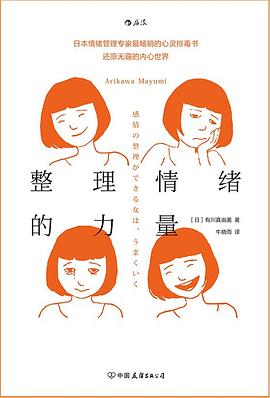 后浪
日本情绪管理专家最畅销的心灵排毒书
还原无霾的内心世界
Arikawa Mayumi
感情の整理ができる女は、うまくいく
整理情绪
的力量
［日］有川真由美 著
牛晓雨 译
中国友谊出版公司